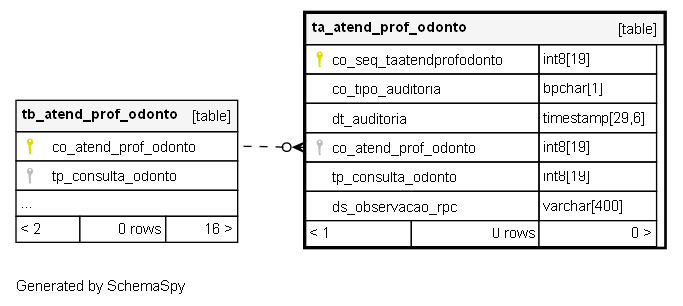 ta_atend_prof_odonto [table]
co_seq_taatendprofodonto int8[19]
co_tipo_auditoria bpchar[1]
dt_auditoria timestamp[29,6]
co_atend_prof_odonto int8[19]
tp_consulta_odonto int8[19]
ds_observacao_rpc varchar[400]
< 1 0 rows 0 >
tb_atend_prof_odonto [table]
co_atend_prof_odonto
tp_consulta_odonto
...
< 2 0 rows 16 >
Generated by SchemaSpy